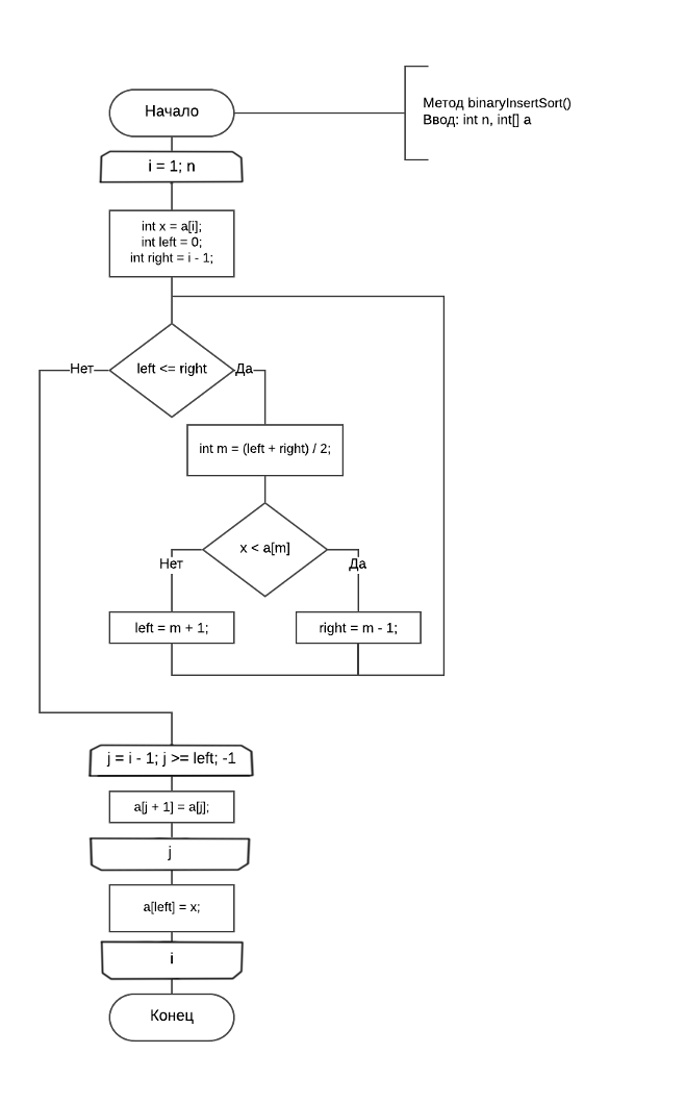 Начало
Метод binaryInsertSort()
Ввод: int n, int[] a
i = 1; n
int x = a[i];
int left = 0;
int right = i - 1;
Нет
left <= right
Да
int m = (left + right) / 2;
x < a[m]
Нет
Да
left = m + 1;
right = m - 1;
j = i - 1; j >= left; -1
a[j + 1] = a[j];
j
a[left] = x;
i
Конец